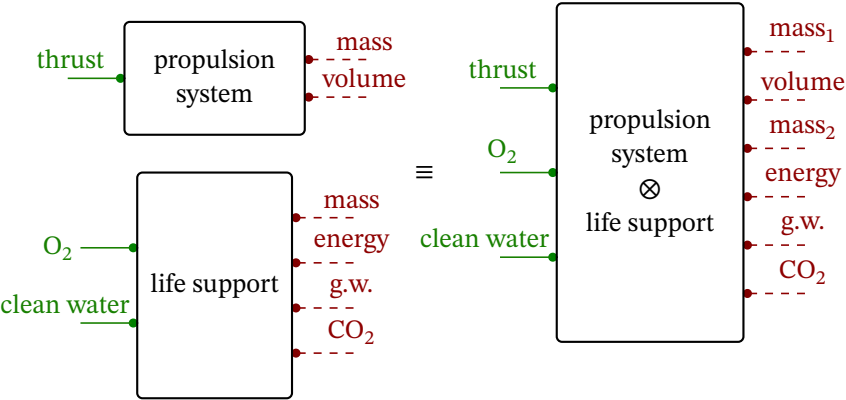 thrust
propulsion
system
mass
volume
O₂
clean water
life support
mass
energy
g.w.
CO₂
≡
thrust
O₂
clean water
propulsion
system
⊗
life support
mass₁
volume
mass₂
energy
g.w.
CO₂